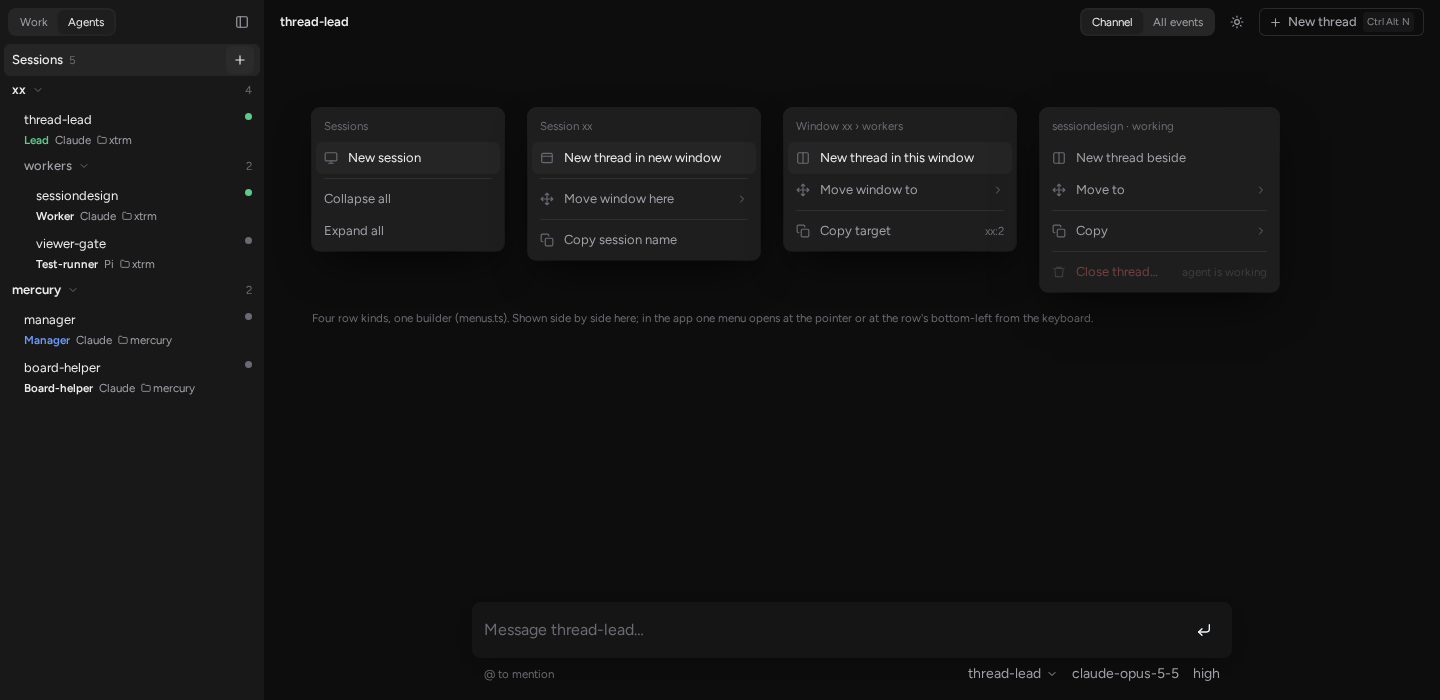 Work Agents
Sessions 5
xx 4
thread-lead
Lead Claude xtrm
workers 2
sessiondesign
Worker Claude xtrm
viewer-gate
Test-runner Pi xtrm
mercury 2
manager
Manager Claude mercury
board-helper
Board-helper Claude mercury
thread-lead
Channel All events
New thread Ctrl Alt N
Sessions
New session
Collapse all
Expand all
Session xx
New thread in new window
Move window here
Copy session name
Window xx › workers
New thread in this window
Move window to
Copy target xx:2
sessiondesign · working
New thread beside
Move to
Copy
Close thread... agent is working
Four row kinds, one builder (menus.ts). Shown side by side here; in the app one menu opens at the pointer or at the row's bottom-left from the keyboard.
Message thread-lead...
@ to mention
thread-lead claude-opus-5-5 high